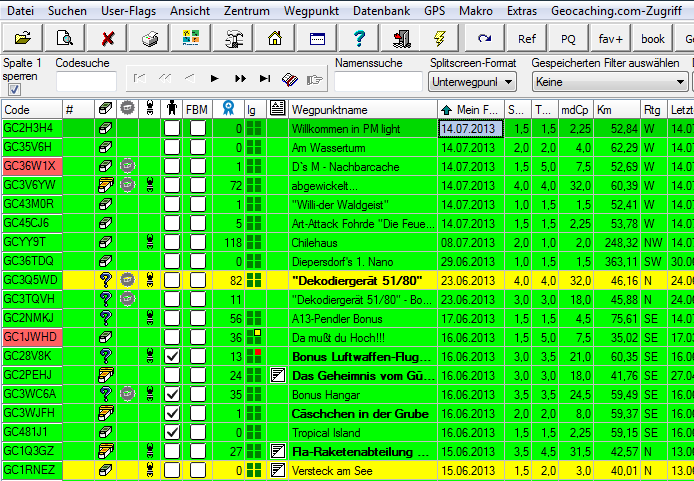 Datei Suchen User-Flags Ansicht Zentrum Wegpunkt Datenbank GPS Makro Extras Geocaching.com-Zugriff
Ref PQ fav+ book
Spalte 1 sperren Codesuche Namenssuche Splitscreen-Format Gespeicherten Filter auswählen
Unterwegpunkt Keine
Code # FBM lg Wegpunktname Mein F... S... T... mdCp Km Rtg Letzt
GC2H3H4 0 Willkommen in PM light 14.07.2013 1,5 1,5 2,25 52,84 W 14.07
GC35V6H 0 Am Wasserturm 14.07.2013 2,0 2,0 4,0 62,29 W 14.07
GC36W1X 1 D`s M - Nachbarcache 14.07.2013 1,5 5,0 7,5 52,69 W 14.07
GC3V6YW 72 abgewickelt... 14.07.2013 4,0 4,0 32,0 60,39 W 14.07
GC43M0R 1 "Willi-der Waldgeist" 14.07.2013 1,0 1,5 1,5 52,41 W 14.07
GC45CJ6 5 Art-Attack Fohrde "Die Feue... 14.07.2013 1,5 1,5 2,25 53,78 W 14.07
GCYY9T 118 Chilehaus 08.07.2013 2,0 1,0 2,0 248,32 NW 14.07
GC36TDQ 0 Diepersdorf's 1. Nano 29.06.2013 1,0 1,5 1,5 363,11 SW 30.06
GC3Q5WD 82 "Dekodiergerät 51/80" 23.06.2013 4,0 4,0 32,0 46,16 N 24.06
GC3TQVH 11 "Dekodiergerät 51/80" - Bo... 23.06.2013 3,0 3,0 18,0 45,88 N 24.06
GC2NMKJ 56 A13-Pendler Bonus 17.06.2013 1,5 1,5 4,5 75,61 SE 14.07
GC1JWHD 36 Da mußt du Hoch!!! 16.06.2013 1,5 5,0 7,5 35,02 SE 17.03
GC28V8K 13 Bonus Luftwaffen-Flug... 16.06.2013 3,0 3,5 21,0 60,35 SE 16.06
GC2PEHJ 24 Das Geheimnis vom Gü... 16.06.2013 3,0 3,0 18,0 41,76 SE 27.04
GC3WC6A 35 Bonus Hangar 16.06.2013 3,5 3,5 24,5 59,49 SE 16.06
GC3WJFH 1 Cäschchen in der Grube 16.06.2013 2,0 2,0 8,0 59,37 SE 16.06
GC481J1 0 Tropical Island 16.06.2013 1,5 1,5 2,25 59,15 SE 16.06
GC1Q3GZ 27 Fla-Raketenabteilung ... 15.06.2013 3,5 4,5 31,5 42,57 N 13.06
GC1RNEZ 0 Versteck am See 15.06.2013 1,5 2,0 3,0 40,01 N 13.06